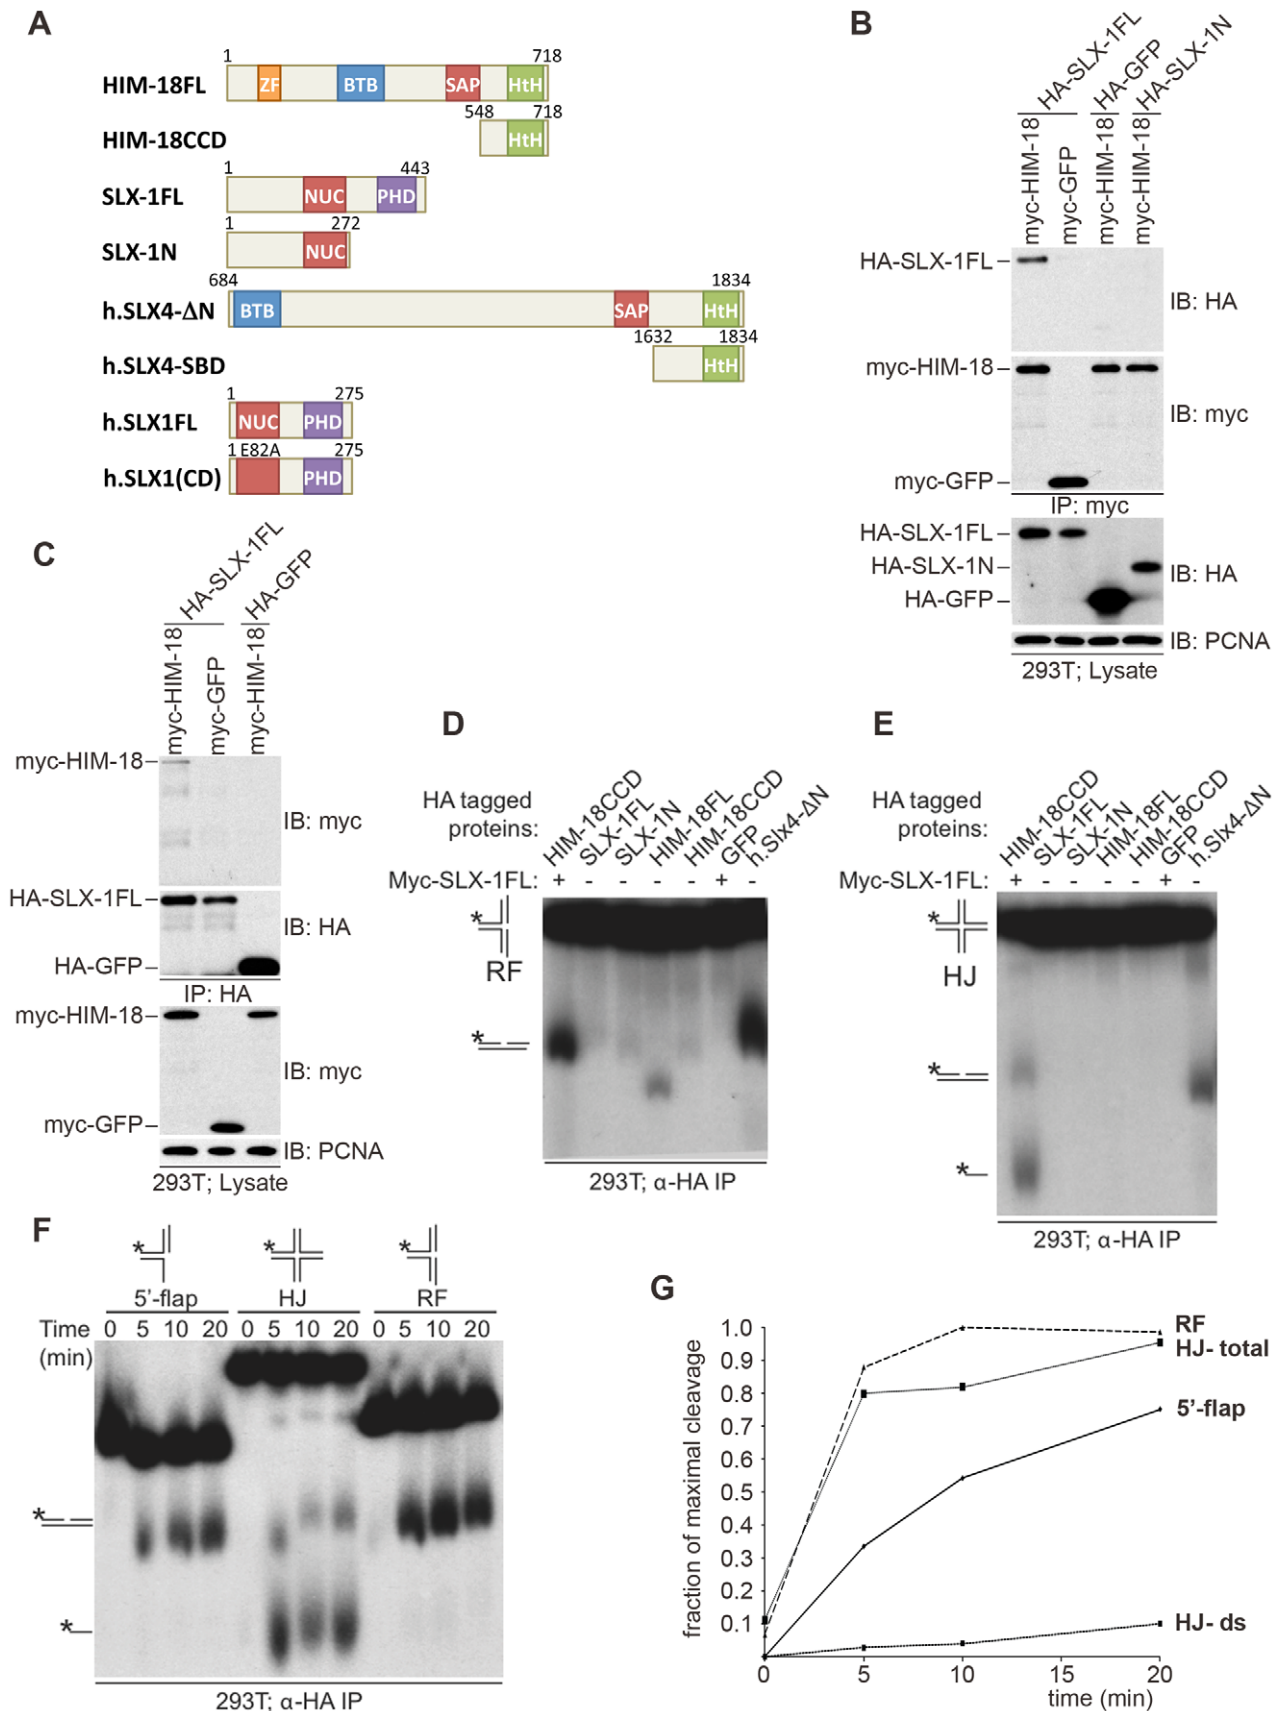 A
1 718
HIM-18FL ZF BTB SAP HtH
548 718
HIM-18CCD HtH
1 443
SLX-1FL NUC PHD
1 272
SLX-1N NUC
684 1834
h.SLX4-ΔN BTB SAP HtH
1632 1834
h.SLX4-SBD HtH
1 275
h.SLX1FL NUC PHD
1 E82A 275
h.SLX1(CD) PHD
B
HA-SLX-1FL
HA-GFP
HA-SLX-1N
myc-HIM-18
myc-GFP
myc-HIM-18
myc-HIM-18
HA-SLX-1FL
IB: HA
myc-HIM-18
IB: myc
myc-GFP
IP: myc
HA-SLX-1FL
HA-SLX-1N
IB: HA
HA-GFP
IB: PCNA
293T; Lysate
C
HA-SLX-1FL
HA-GFP
myc-HIM-18
myc-GFP
myc-HIM-18
myc-HIM-18
IB: myc
HA-SLX-1FL
IB: HA
HA-GFP
IP: HA
myc-HIM-18
IB: myc
myc-GFP
IB: PCNA
293T; Lysate
D
HA tagged
proteins:
HIM-18CCD
SLX-1FL
SLX-1N
HIM-18FL
HIM-18CCD
GFP
h.Slx4-ΔN
Myc-SLX-1FL: + - - - - + -
*
RF
*
293T; α-HA IP
E
HA tagged
proteins:
HIM-18CCD
SLX-1FL
SLX-1N
HIM-18FL
HIM-18CCD
GFP
h.Slx4-ΔN
Myc-SLX-1FL: + - - - - + -
*
HJ
*
*
293T; α-HA IP
F
* * *
5'-flap HJ RF
Time 0 5 10 20 0 5 10 20 0 5 10 20
(min)
*
*
293T; α-HA IP
G
fraction of maximal cleavage
1.0
0.9
0.8
0.7
0.6
0.5
0.4
0.3
0.2
0.1
RF
HJ- total
5'-flap
HJ- ds
0 5 10 15 20
time (min)